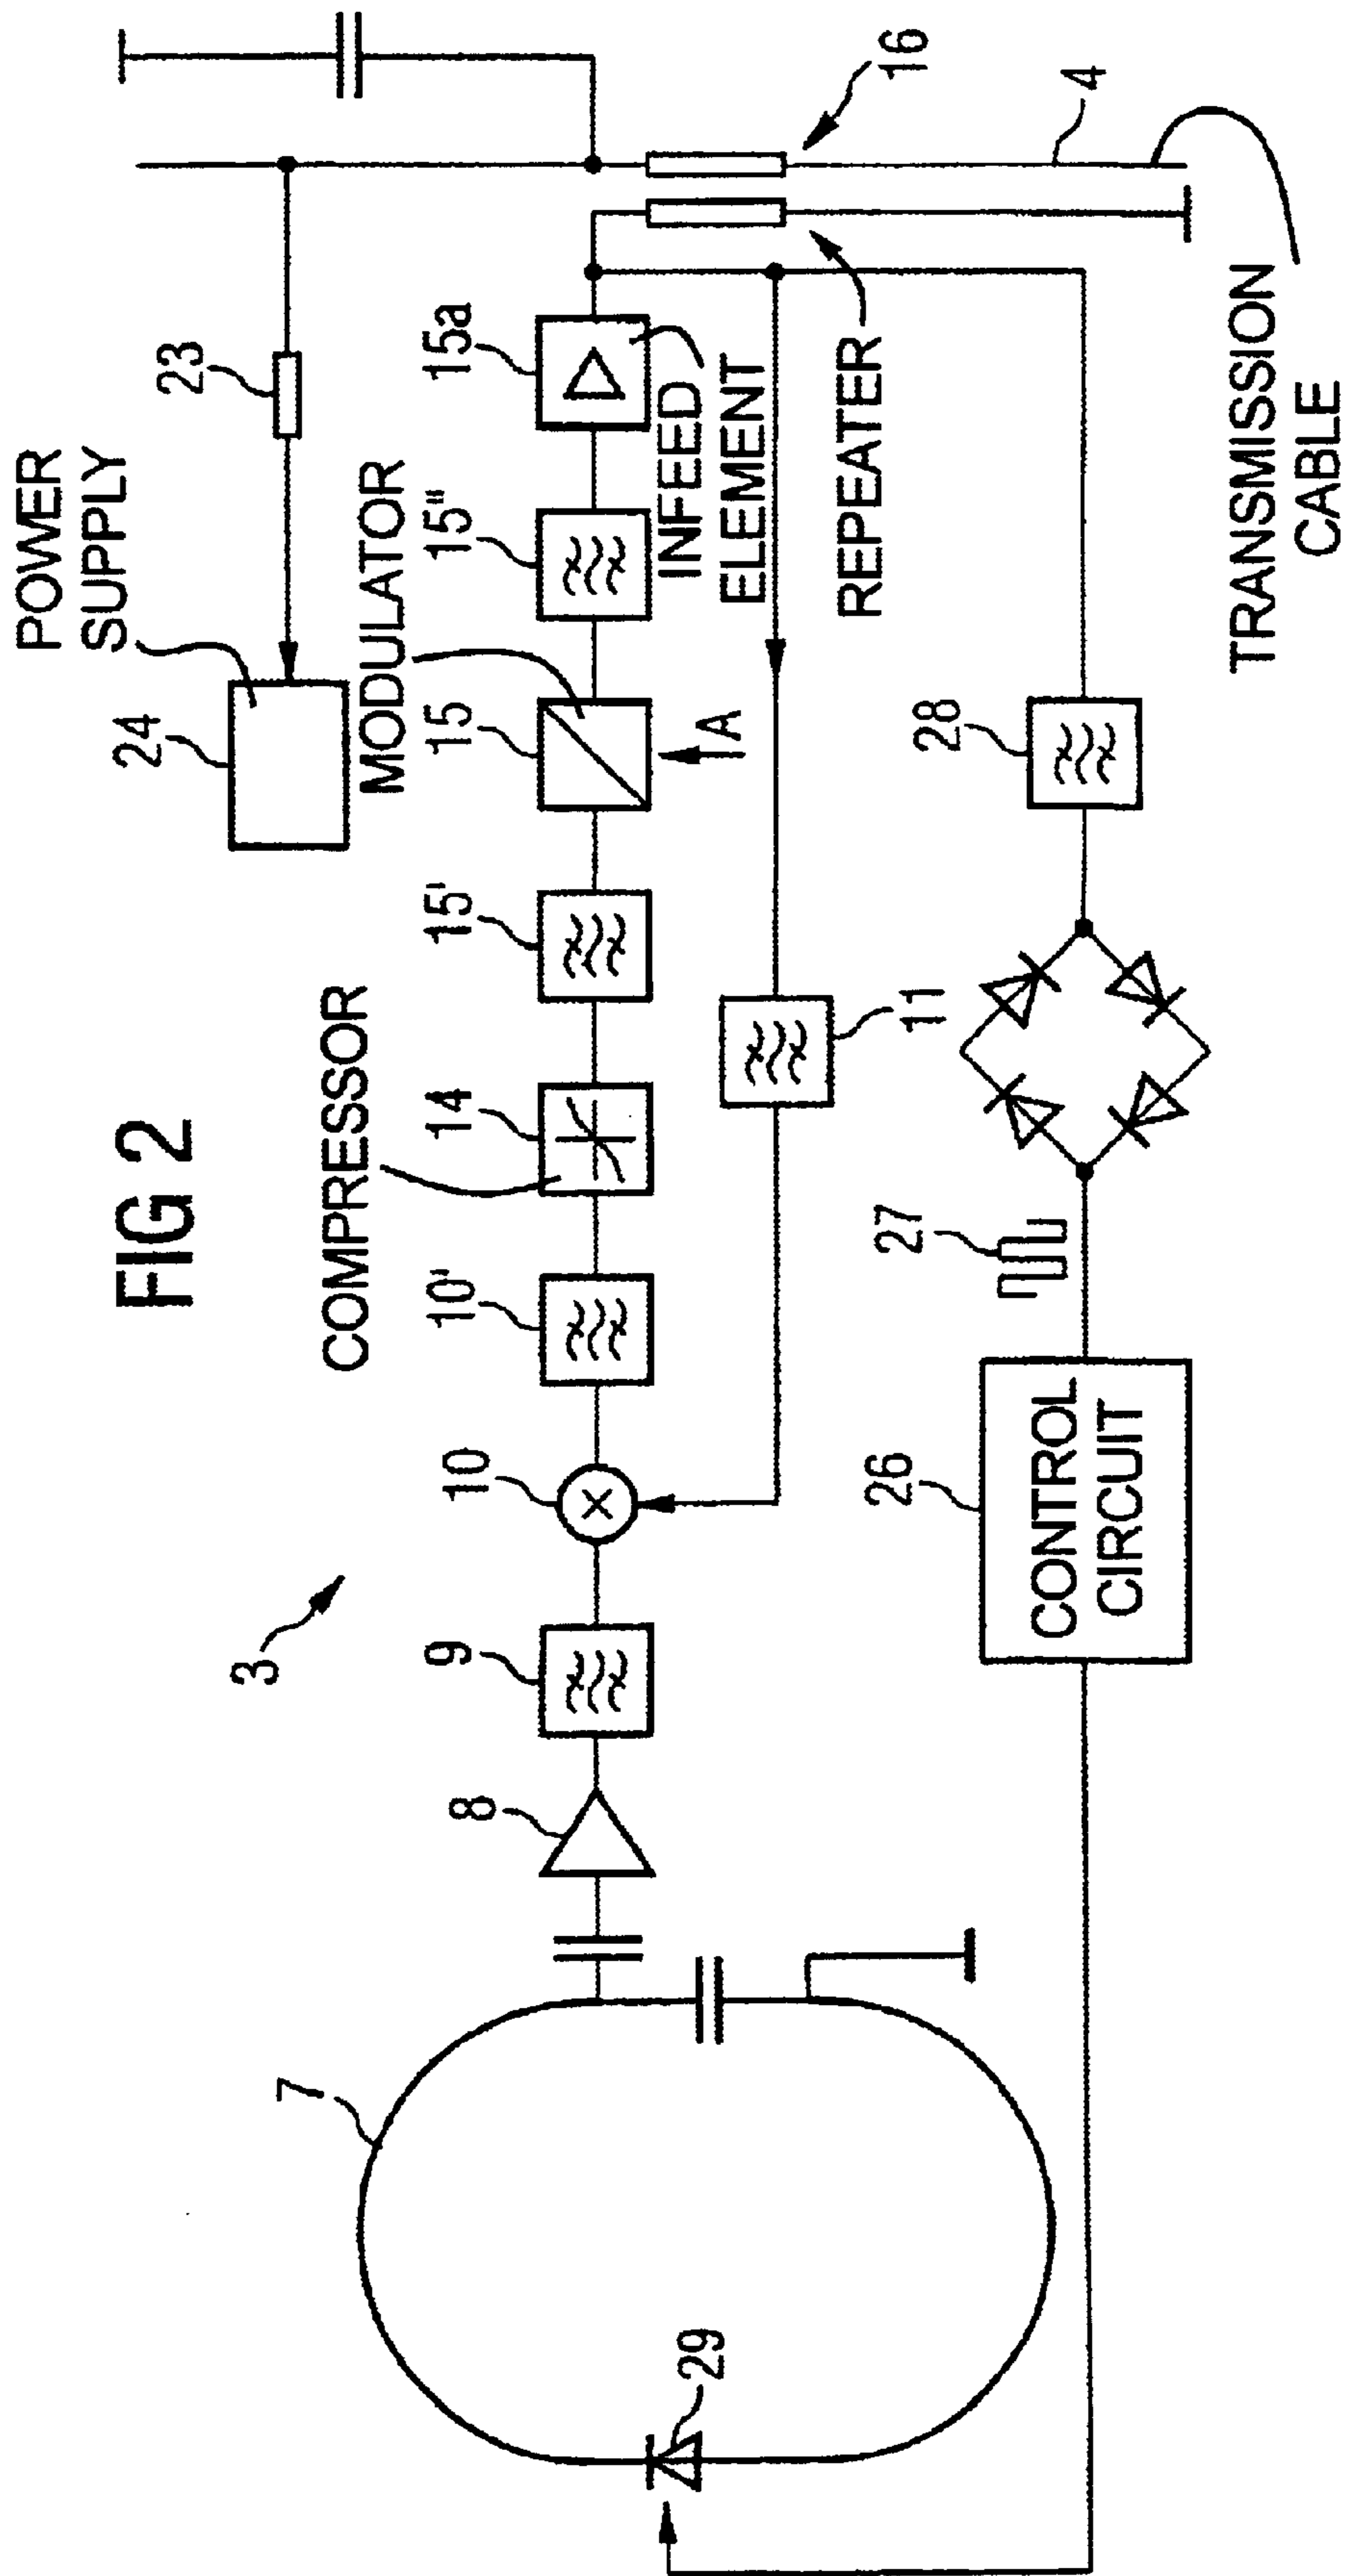 FIG 2
POWER
SUPPLY
24
23
3
COMPRESSOR
MODULATOR
7
8
9
10
10'
14
15'
15
15"
15a
INFEED
ELEMENT
A
11
REPEATER
16
4
TRANSMISSION
CABLE
29
26
CONTROL
CIRCUIT
27
28